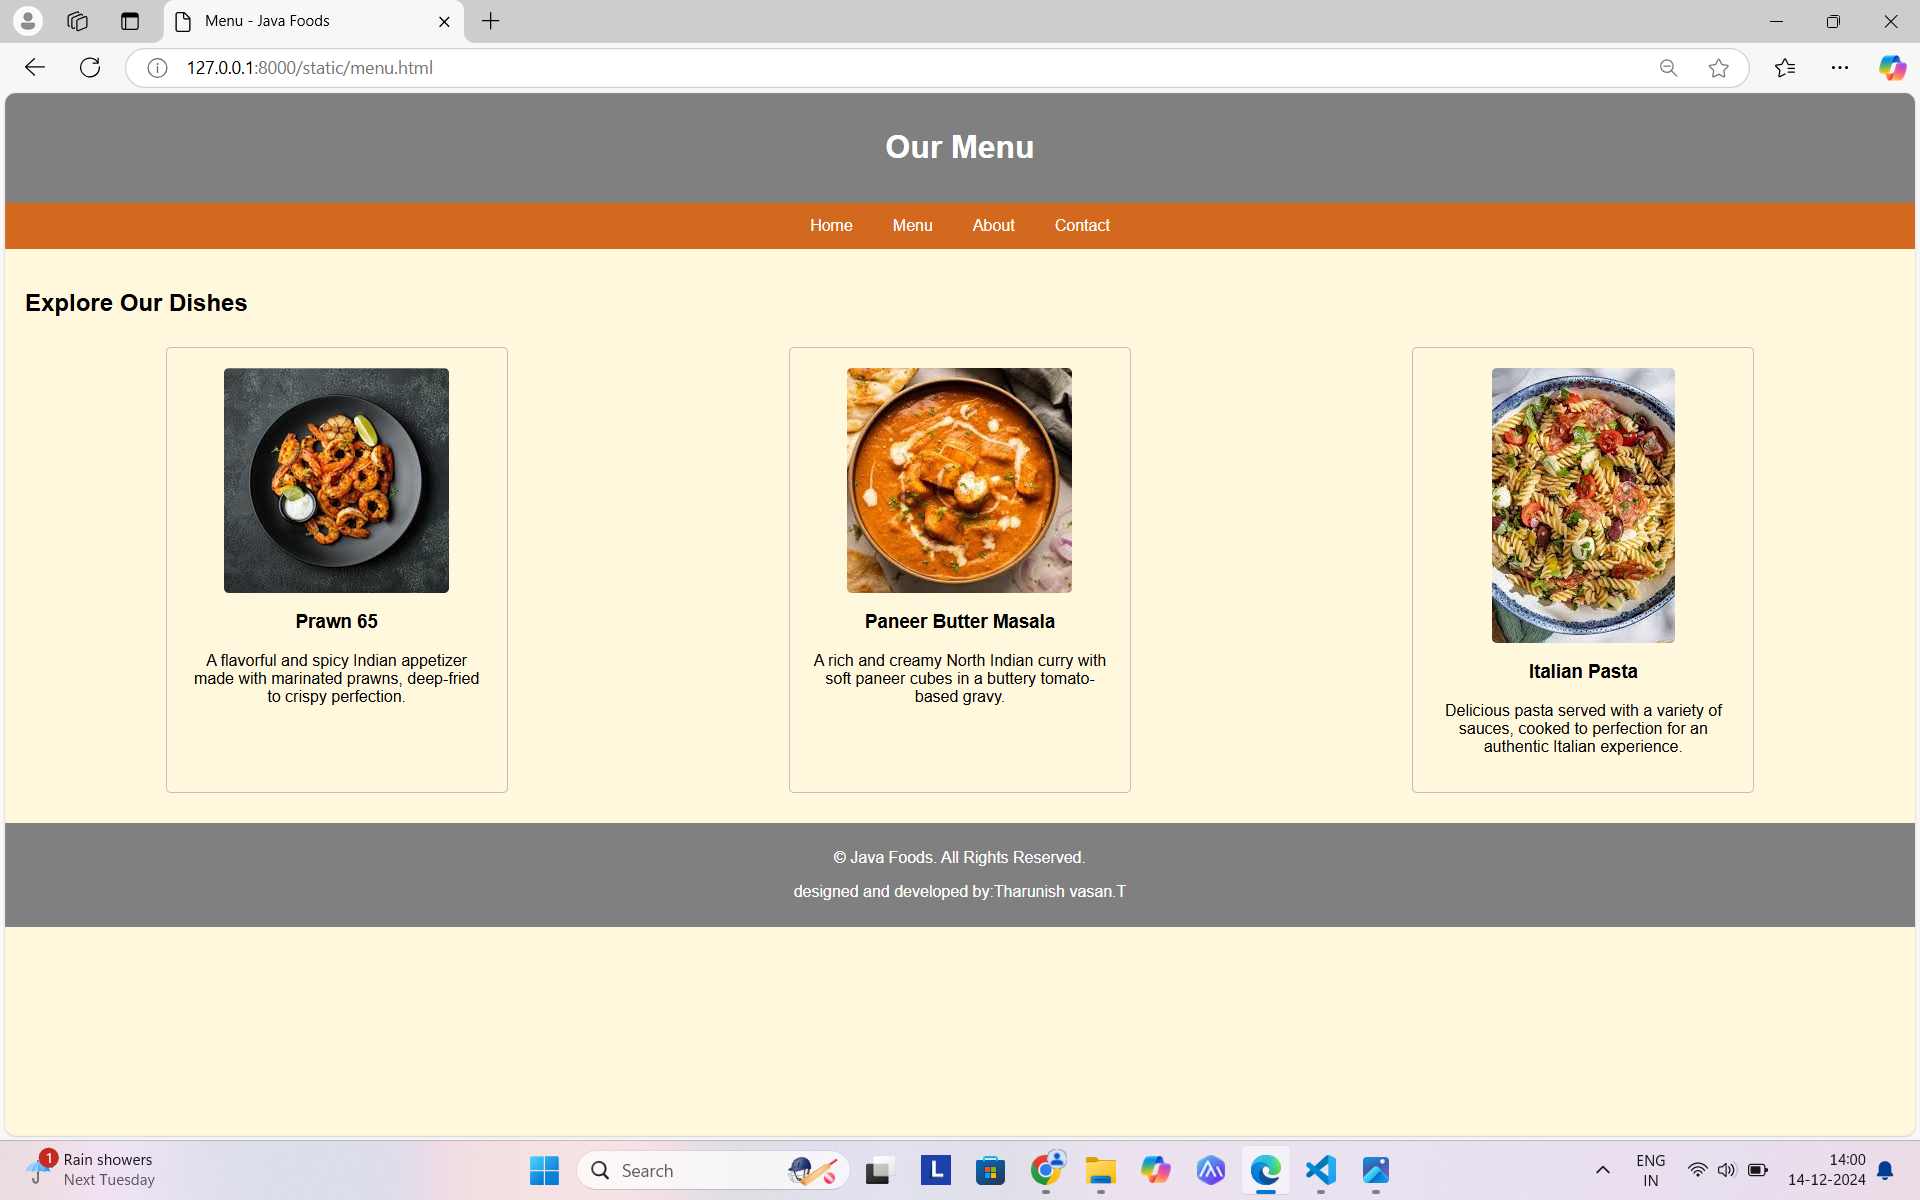 Menu - Java Foods
127.0.0.1:8000/static/menu.html
Our Menu
Home Menu About Contact
Explore Our Dishes
Prawn 65
A flavorful and spicy Indian appetizer
made with marinated prawns, deep-fried
to crispy perfection.
Paneer Butter Masala
A rich and creamy North Indian curry with
soft paneer cubes in a buttery tomato-
based gravy.
Italian Pasta
Delicious pasta served with a variety of
sauces, cooked to perfection for an
authentic Italian experience.
© Java Foods. All Rights Reserved.
designed and developed by:Tharunish vasan.T
1
Rain showers
Next Tuesday
Search
L
ENG
IN
14:00
14-12-2024